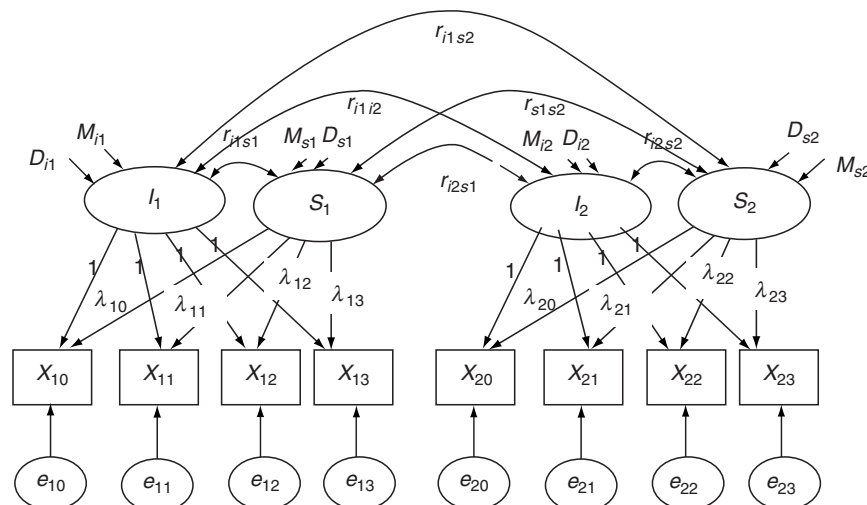 r_{i1s2}
r_{i1i2} r_{s1s2}
M_{i1} r_{i1s1} M_{s1} D_{s1} M_{i2} D_{i2} r_{i2s2} D_{s2}
D_{i1} r_{i2s1} M_{s2}
I_1 S_1 I_2 S_2
1 1 1 1 1 1 1 1
λ_{10} λ_{11} λ_{12} λ_{13} λ_{20} λ_{21} λ_{22} λ_{23}
X_{10} X_{11} X_{12} X_{13} X_{20} X_{21} X_{22} X_{23}
e_{10} e_{11} e_{12} e_{13} e_{20} e_{21} e_{22} e_{23}